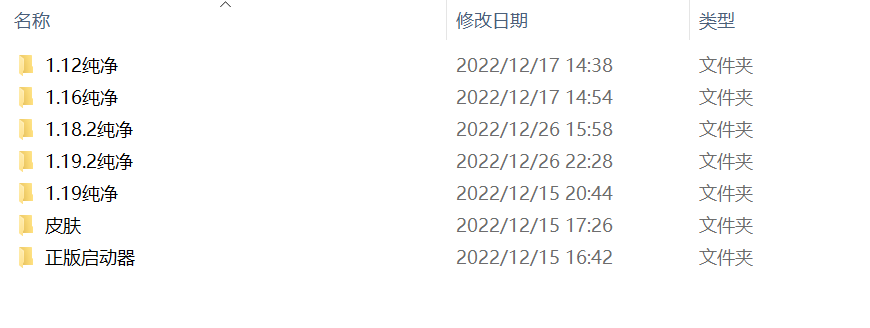 名称 修改日期 类型
1.12纯净 2022/12/17 14:38 文件夹
1.16纯净 2022/12/17 14:54 文件夹
1.18.2纯净 2022/12/26 15:58 文件夹
1.19.2纯净 2022/12/26 22:28 文件夹
1.19纯净 2022/12/15 20:44 文件夹
皮肤 2022/12/15 17:26 文件夹
正版启动器 2022/12/15 16:42 文件夹